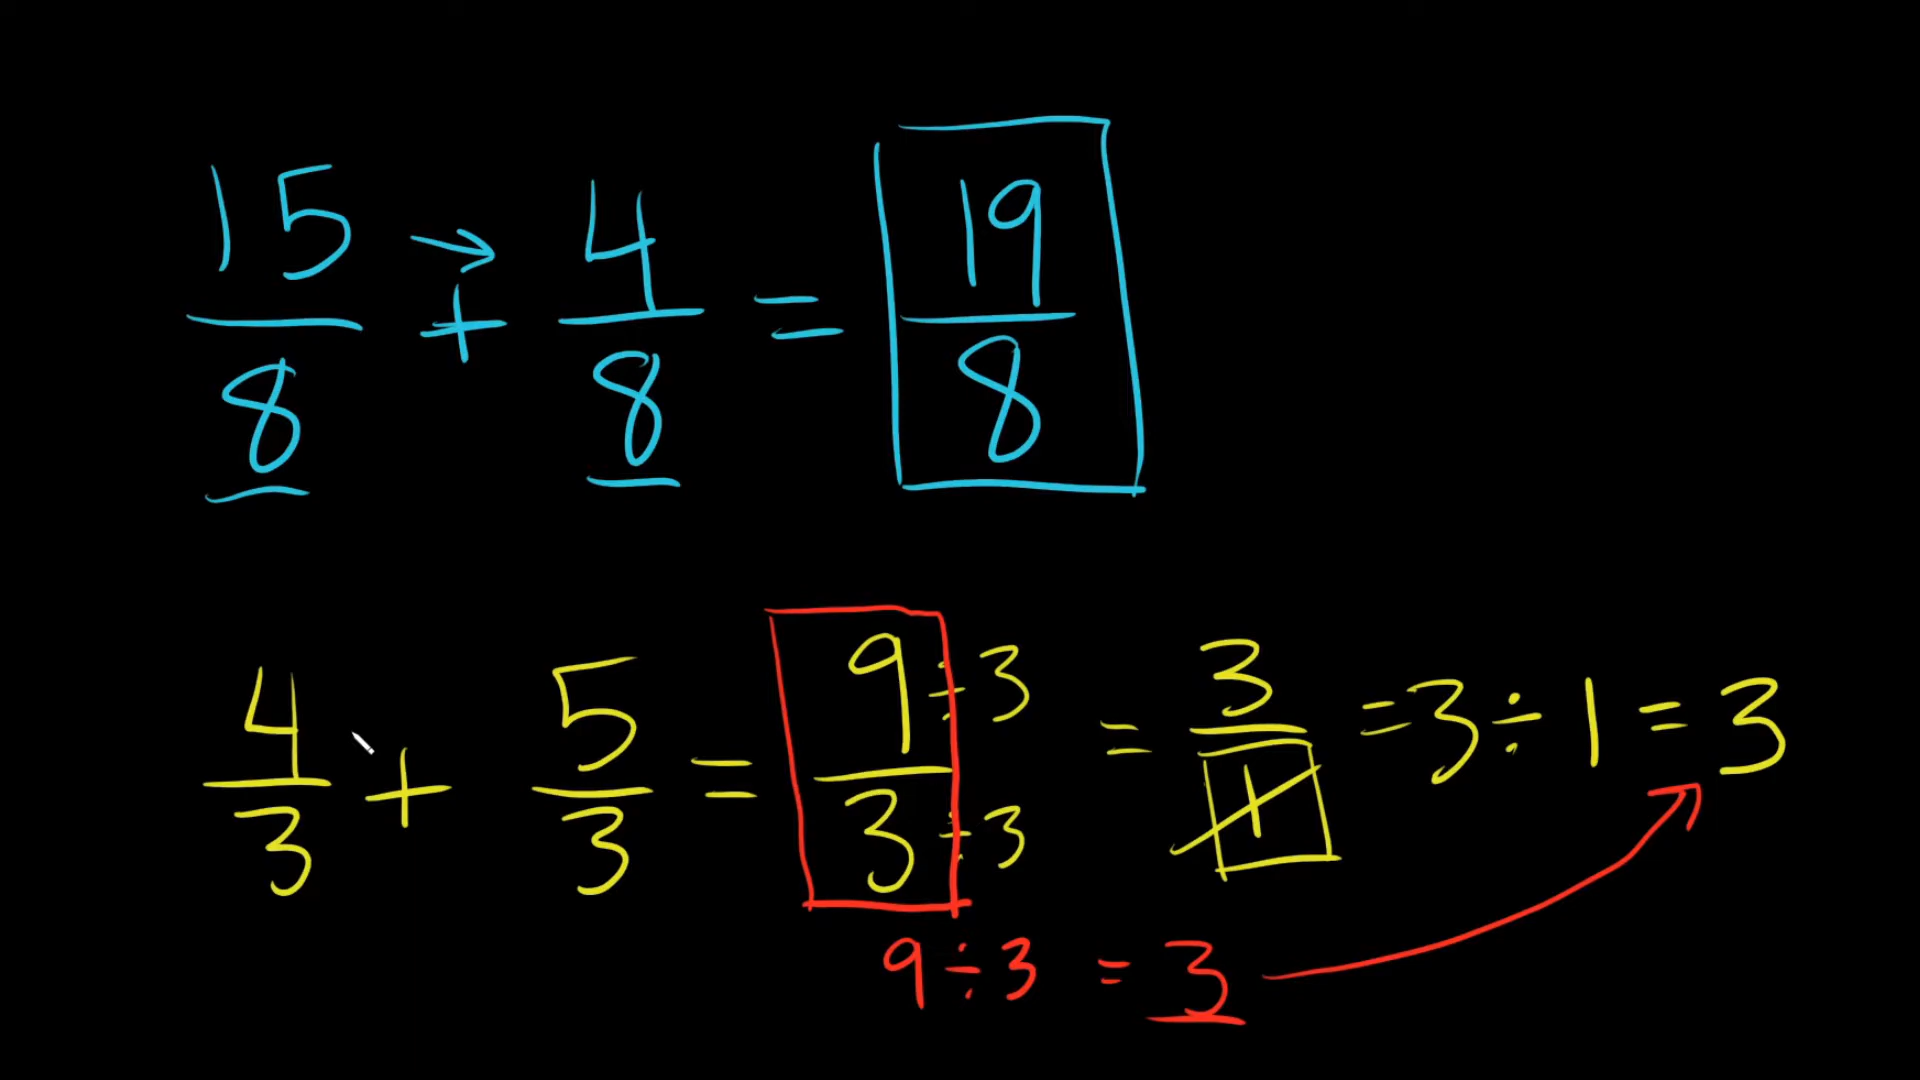 15/8 + 4/8 = 19/8
4/3 + 5/3 = 9÷3/3÷3 = 3/1 = 3 ÷ 1 = 3
9 ÷ 3 = 3